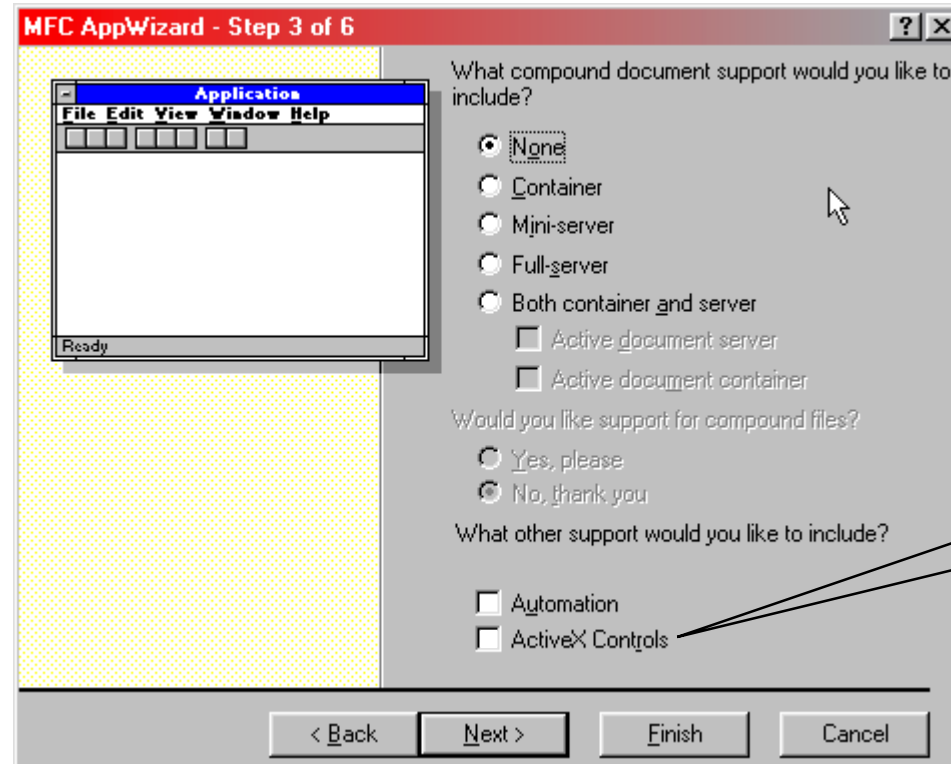 MFC AppWizard - Step 3 of 6
Application
File Edit View Window Help
Ready
What compound document support would you like to
include?
None
Container
Mini-server
Full-server
Both container and server
Active document server
Active document container
Would you like support for compound files?
Yes, please
No, thank you
What other support would you like to include?
Automation
ActiveX Controls
< Back Next > Finish Cancel